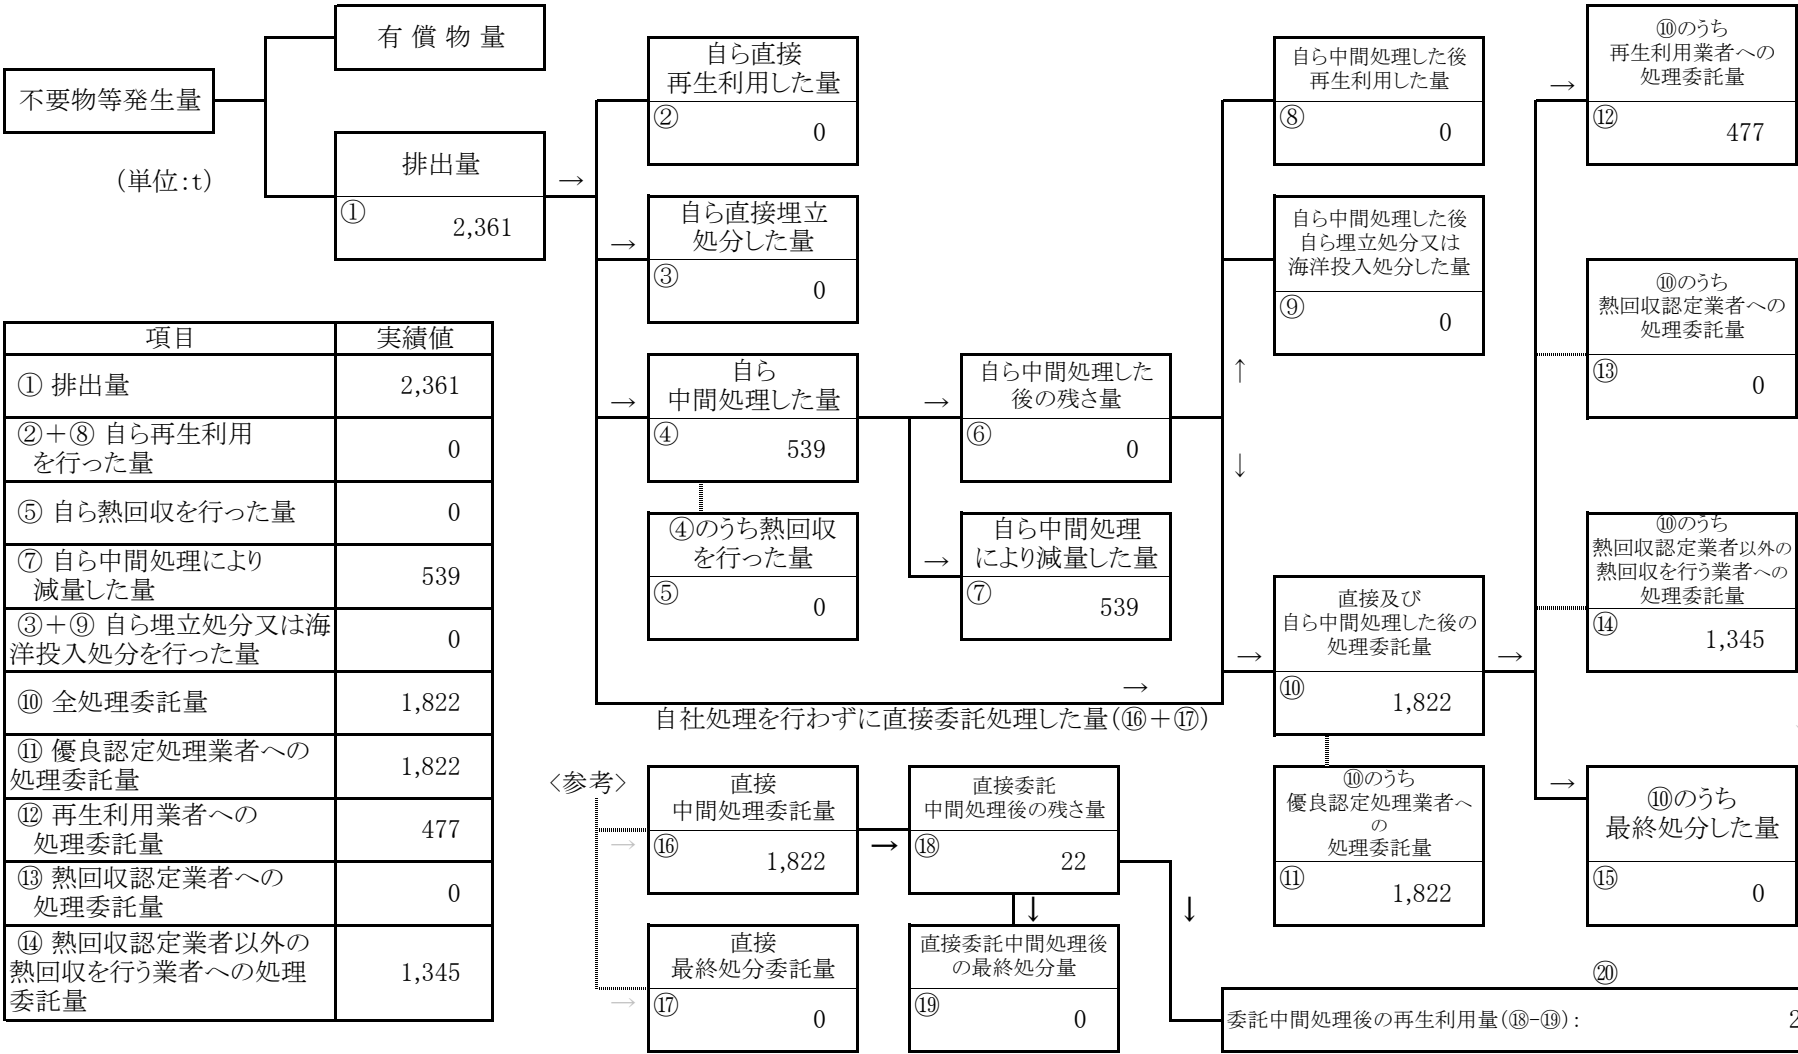 有 償 物 量
不要物等発生量
(単位:t)
排出量
①
2,361
→
自ら直接
再生利用した量
②
0
→
自ら直接埋立
処分した量
③
0
→
自ら
中間処理した量
④
539
④のうち熱回収
を行った量
⑤
0
→
自ら中間処理した
後の残さ量
⑥
0
→
自ら中間処理
により減量した量
⑦
539
自ら中間処理した後
再生利用した量
⑧
0
自ら中間処理した後
自ら埋立処分又は
海洋投入処分した量
⑨
0
↑
↓
→
直接及び
自ら中間処理した後の
処理委託量
⑩
1,822
→
⑩のうち
優良認定処理業者へ
の
処理委託量
⑪
1,822
→
⑩のうち
再生利用業者への
処理委託量
⑫
477
⑩のうち
熱回収認定業者への
処理委託量
⑬
0
⑩のうち
熱回収認定業者以外の
熱回収を行う業者への
処理委託量
⑭
1,345
→
⑩のうち
最終処分した量
⑮
0
→
自社処理を行わずに直接委託処理した量(⑯+⑰)
<参考>
→
直接
中間処理委託量
⑯
1,822
→
直接委託
中間処理後の残さ量
⑱
22
→
直接
最終処分委託量
⑰
0
↓
直接委託中間処理後
の最終処分量
⑲
0
↓
⑳
委託中間処理後の再生利用量(⑱-⑲):
2
項目 実績値
① 排出量 2,361
②+⑧ 自ら再生利用
を行った量 0
⑤ 自ら熱回収を行った量 0
⑦ 自ら中間処理により
減量した量 539
③+⑨ 自ら埋立処分又は海
洋投入処分を行った量 0
⑩ 全処理委託量 1,822
⑪ 優良認定処理業者への
処理委託量 1,822
⑫ 再生利用業者への
処理委託量 477
⑬ 熱回収認定業者への
処理委託量 0
⑭ 熱回収認定業者以外の
熱回収を行う業者への処理 1,345
委託量